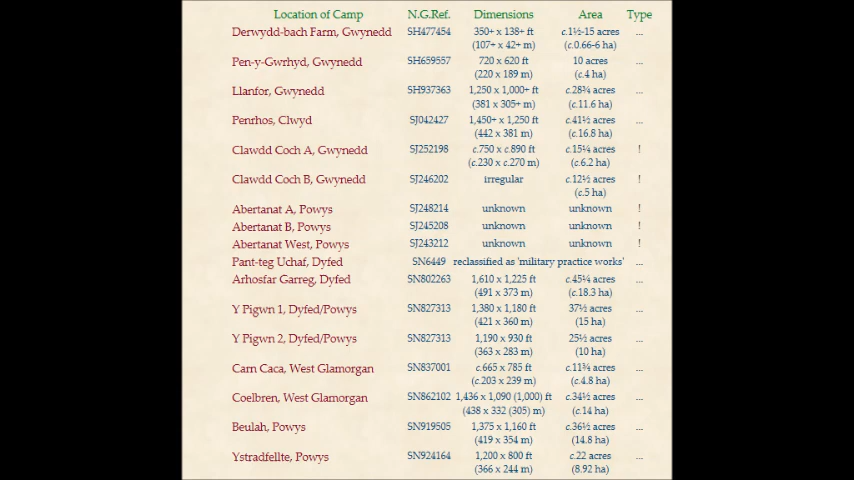 Location of Camp N.G.Ref. Dimensions Area Type
Derwydd-bach Farm, Gwynedd SH477454 350+ x 138+ ft c.1½-15 acres ...
(107+ x 42+ m) (c.0.66-6 ha)
Pen-y-Gwrhyd, Gwynedd SH659557 720 x 620 ft 10 acres ...
(220 x 189 m) (c.4 ha)
Llanfor, Gwynedd SH937363 1,250 x 1,000+ ft c.28¾ acres ...
(381 x 305+ m) (c.11.6 ha)
Penrhos, Clwyd SJ042427 1,450+ x 1,250 ft c.41½ acres ...
(442 x 381 m) (c.16.8 ha)
Clawdd Coch A, Gwynedd SJ252198 c.750 x c.890 ft c.15¼ acres !
(c.230 x c.270 m) (c.6.2 ha)
Clawdd Coch B, Gwynedd SJ246202 irregular c.12½ acres !
(c.5 ha)
Abertanat A, Powys SJ248214 unknown unknown !
Abertanat B, Powys SJ245208 unknown unknown !
Abertanat West, Powys SJ243212 unknown unknown !
Pant-teg Uchaf, Dyfed SN6449 reclassified as 'military practice works' ...
Arhosfar Garreg, Dyfed SN802263 1,610 x 1,225 ft c.45¼ acres ...
(491 x 373 m) (c.18.3 ha)
Y Pigwn 1, Dyfed/Powys SN827313 1,380 x 1,180 ft 37½ acres ...
(421 x 360 m) (15 ha)
Y Pigwn 2, Dyfed/Powys SN827313 1,190 x 930 ft 25½ acres ...
(363 x 283 m) (10 ha)
Carn Caca, West Glamorgan SN837001 c.665 x 785 ft c.11¾ acres ...
(c.203 x 239 m) (c.4.8 ha)
Coelbren, West Glamorgan SN862102 1,436 x 1,090 (1,000) ft c.34½ acres ...
(438 x 332 (305) m) (c.14 ha)
Beulah, Powys SN919505 1,375 x 1,160 ft c.36½ acres ...
(419 x 354 m) (14.8 ha)
Ystradfellte, Powys SN924164 1,200 x 800 ft c.22 acres ...
(366 x 244 m) (8.92 ha)